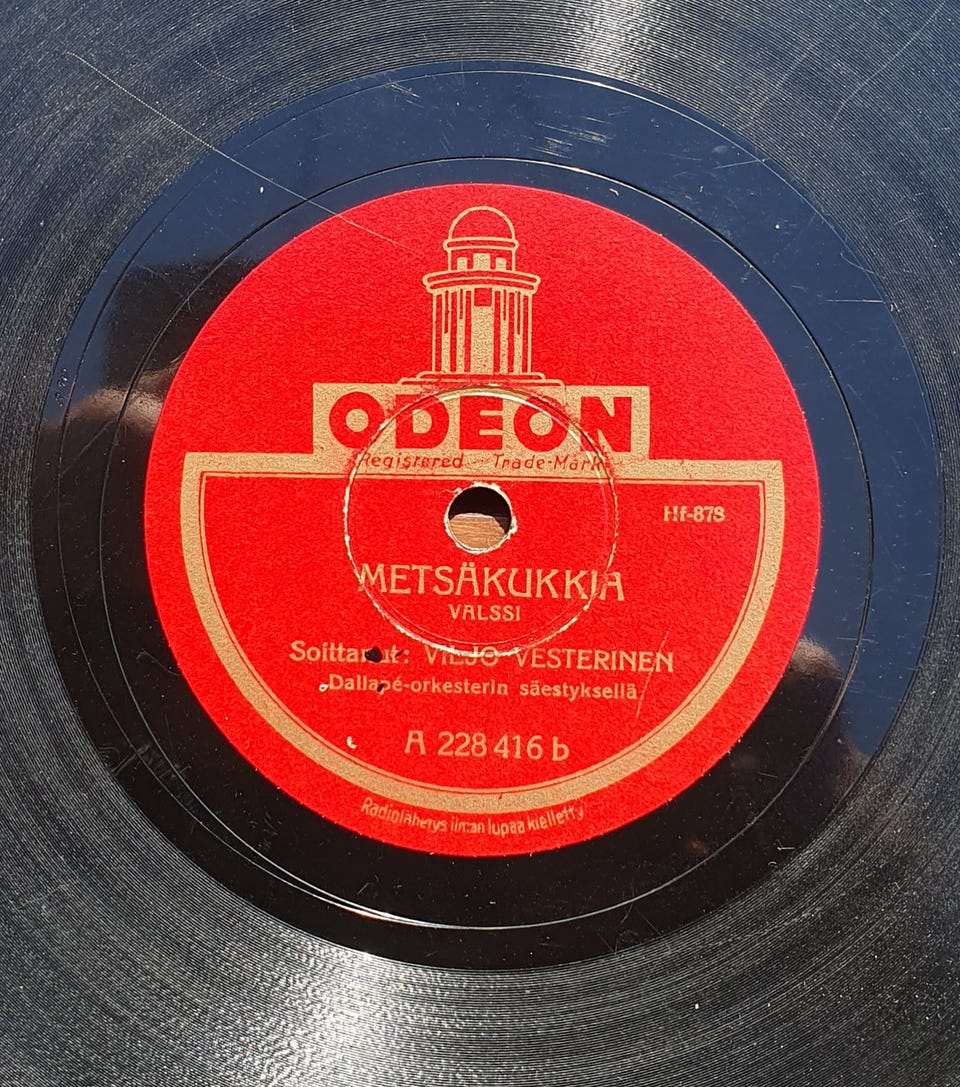 ODEON
Registered Trade-Mark
Hf-878
METSÄKUKKIA
VALSSI
Soittanut: VILJO VESTERINEN
Dallapé-orkesterin säestyksellä
A 228 416 b
Radiolähetys ilman lupaa kielletty